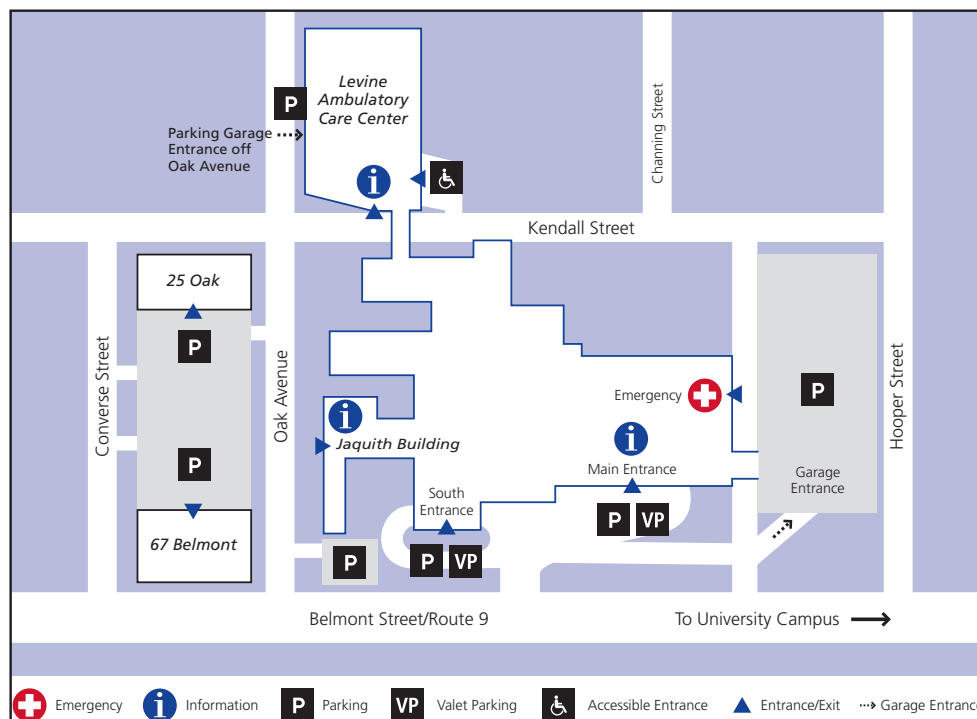 Levine
Ambulatory
Care Center
P
Parking Garage
Entrance off
Oak Avenue
i
Channing Street
Kendall Street
25 Oak
P
Converse Street
Oak Avenue
P
67 Belmont
i
Jaquith Building
South
Entrance
P
P
VP
Emergency
i
Main Entrance
P
VP
P
Garage
Entrance
Hooper Street
Belmont Street/Route 9
To University Campus
Emergency
i
Information
P
Parking
VP
Valet Parking
Accessible Entrance
Entrance/Exit
Garage Entrance